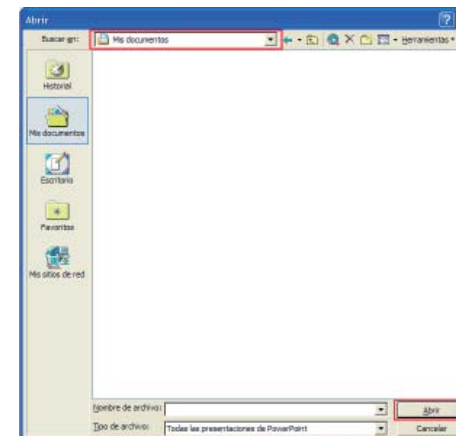 Abrir
Buscar en: Mis documentos Herramientas
Historial
Mis documentos
Escritorio
Favoritos
Mis sitios de red
Nombre de archivo: Abrir
Tipo de archivo: Todas las presentaciones de PowerPoint Cancelar